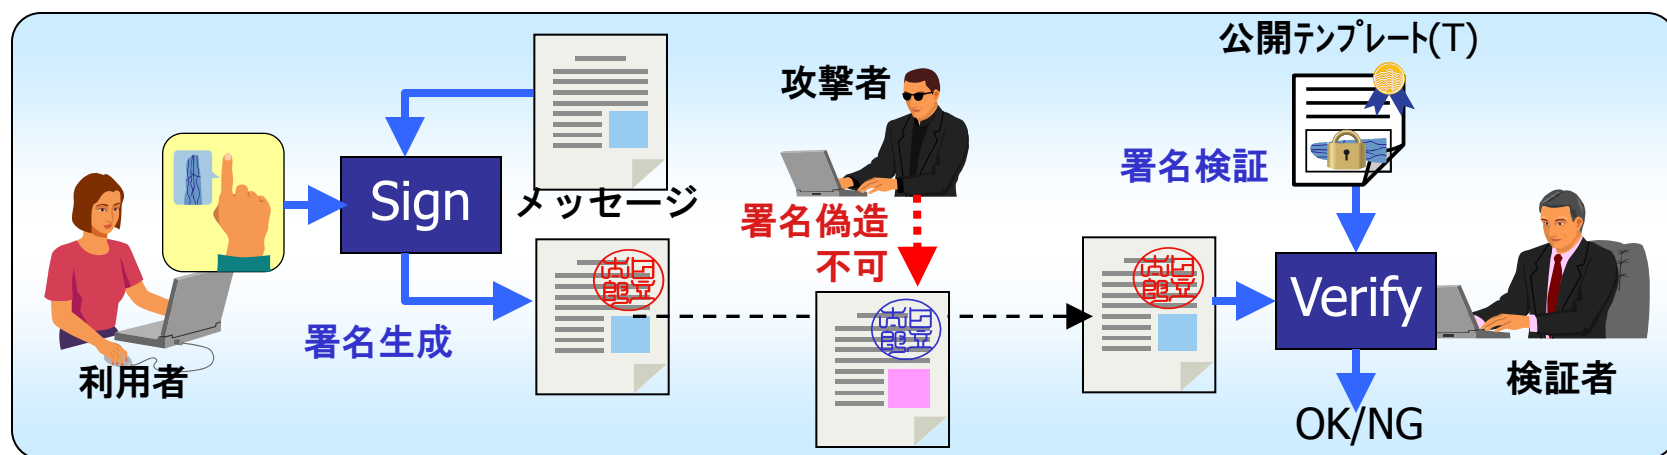 公開テンプレート(T)
攻撃者
Sign
メッセージ
署名検証
署名偽造
不可
署名生成
Verify
利用者
検証者
OK/NG